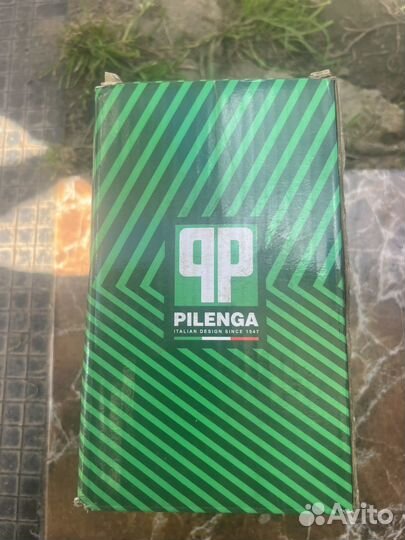 PILENGA
ITALIAN DESIGN SINCE 1947
Avito